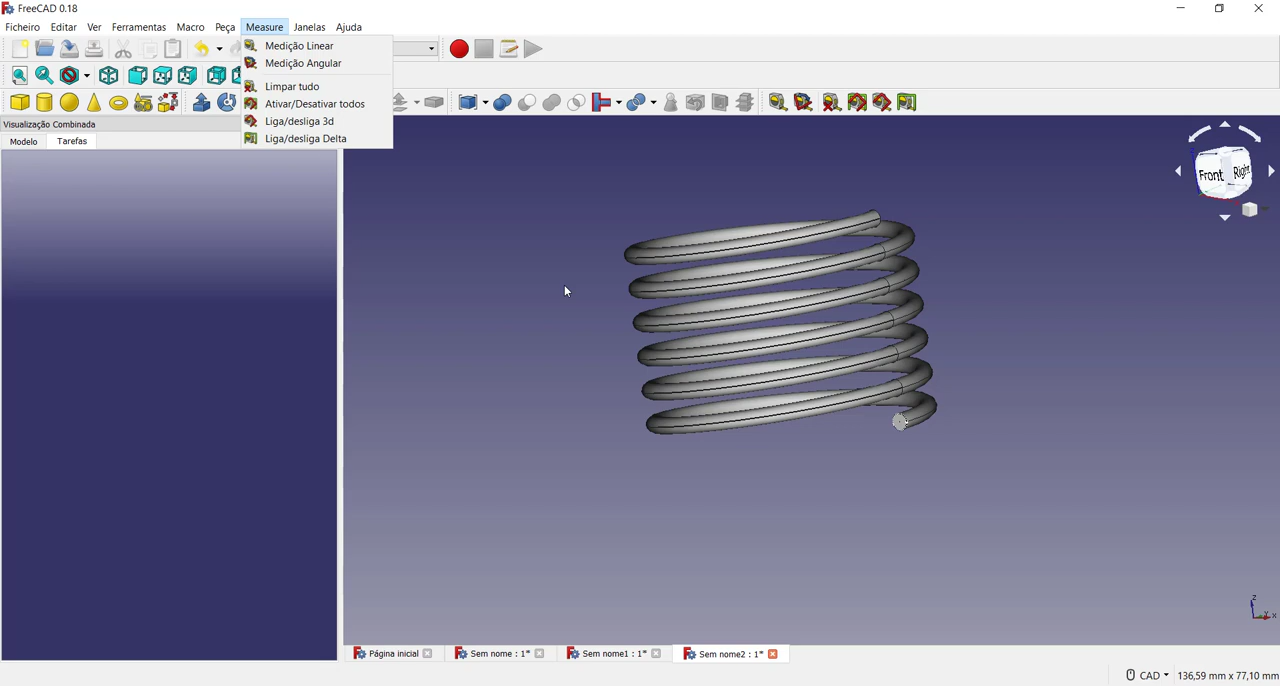 FreeCAD 0.18
Ficheiro Editar Ver Ferramentas Macro Peça Measure Janelas Ajuda
Medição Linear
Medição Angular
Limpar tudo
Ativar/Desativar todos
Liga/desliga 3d
Liga/desliga Delta
Visualização Combinada
Modelo Tarefas
Front Right
z
y x
Página inicial Sem nome : 1* Sem nome1 : 1* Sem nome2 : 1*
CAD 136,59 mm x 77,10 mm